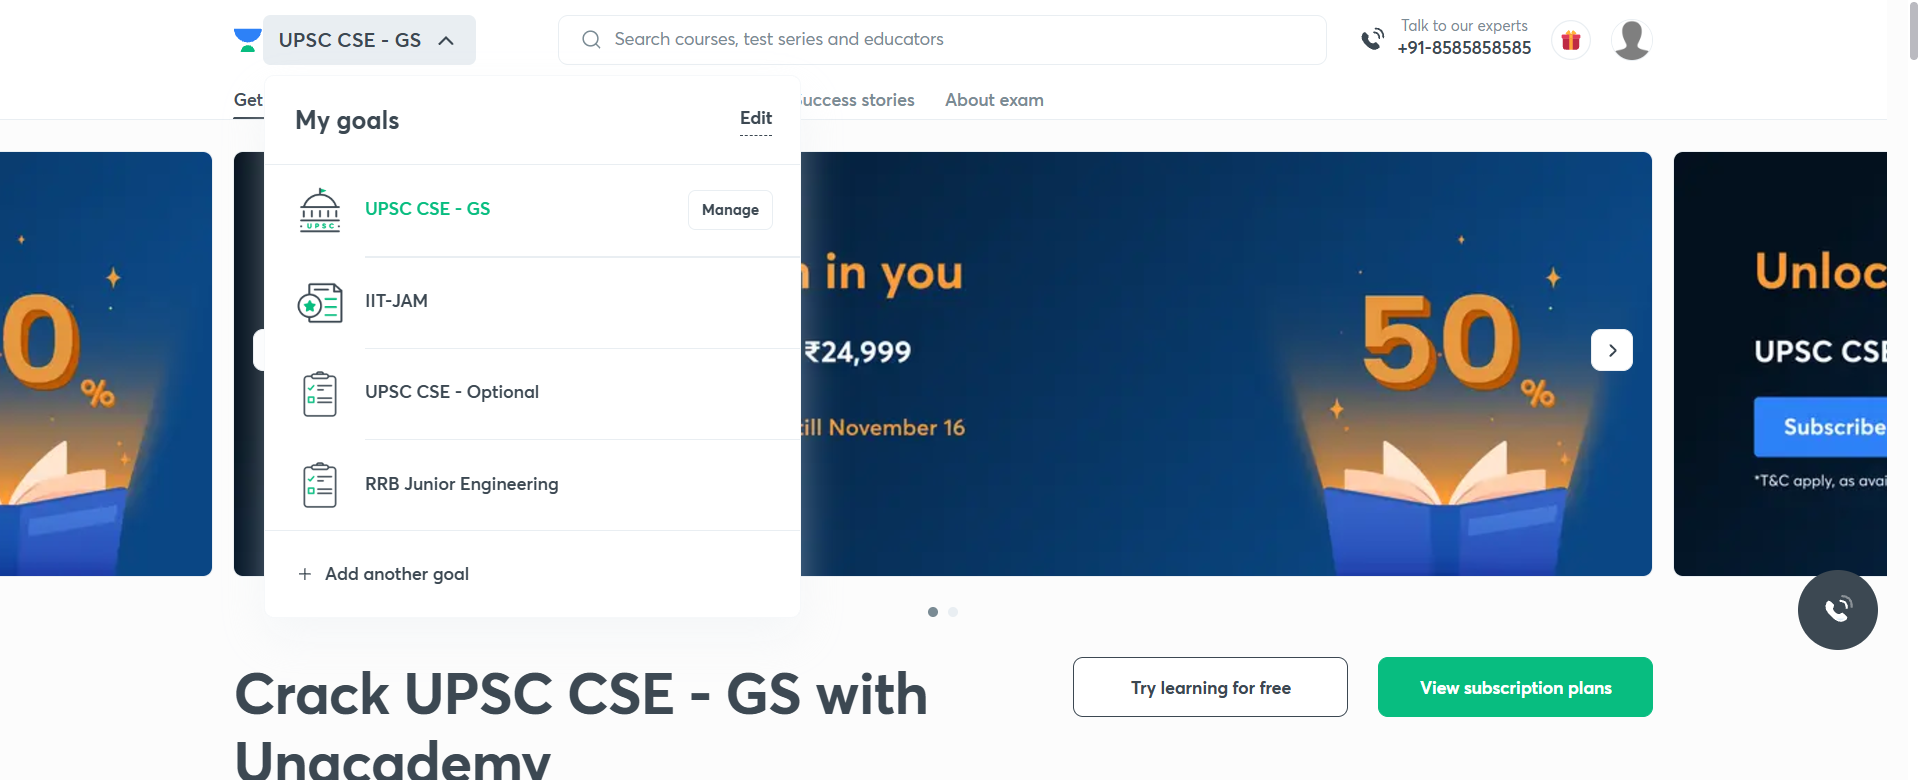 UPSC CSE - GS
Search courses, test series and educators
Talk to our experts
+91-8585858585
Get
uccess stories
About exam
My goals
Edit
UPSC
UPSC CSE - GS
Manage
IIT-JAM
UPSC CSE - Optional
RRB Junior Engineering
+ Add another goal
0%
in you
₹24,999
till November 16
50%
Unloc
UPSC CSE
Subscribe
*T&C apply, as avai
Crack UPSC CSE - GS with
Unacademy
Try learning for free
View subscription plans